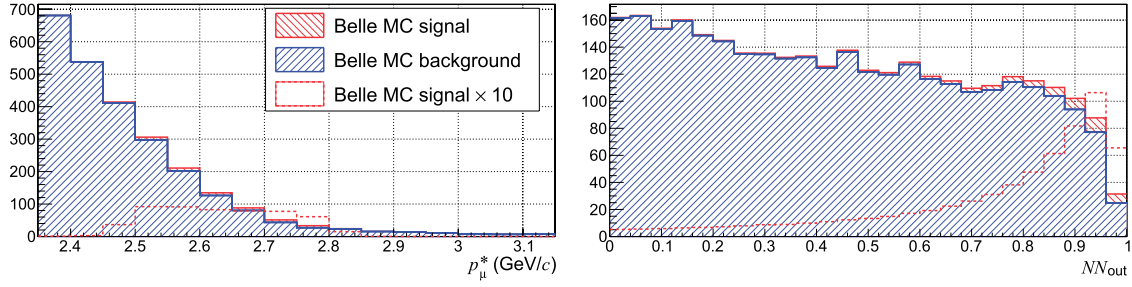 700
600
500
400
300
200
100
0
Belle MC signal
Belle MC background
Belle MC signal × 10
2.4 2.5 2.6 2.7 2.8 2.9 3 3.1
p*μ (GeV/c)
160
140
120
100
80
60
40
20
0
0 0.1 0.2 0.3 0.4 0.5 0.6 0.7 0.8 0.9 1
NNout